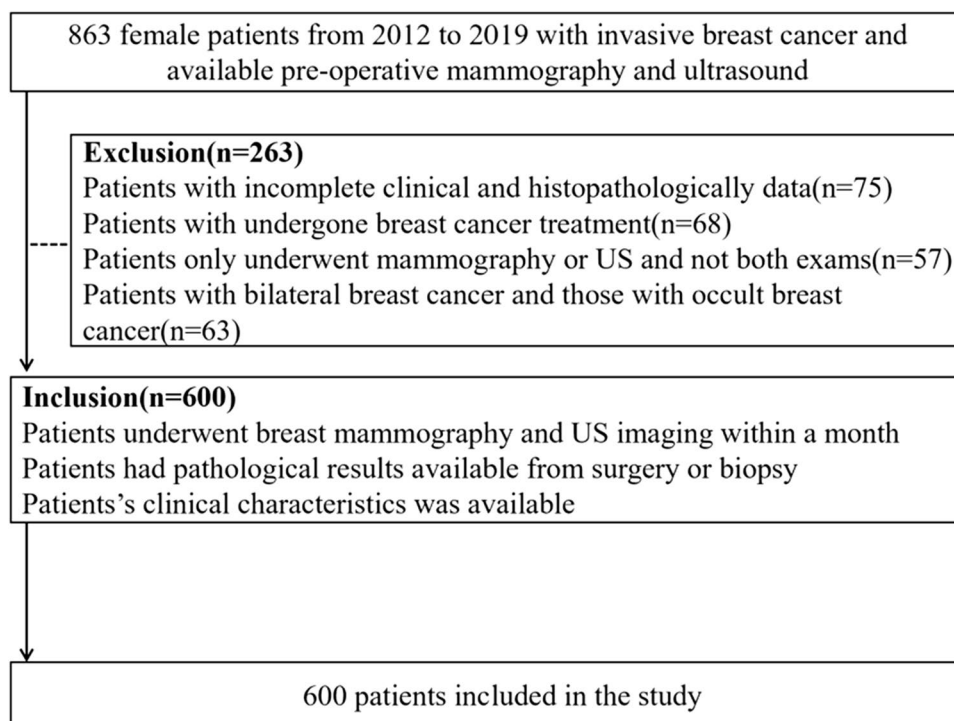 863 female patients from 2012 to 2019 with invasive breast cancer and
available pre-operative mammography and ultrasound
Exclusion(n=263)
Patients with incomplete clinical and histopathologically data(n=75)
Patients with undergone breast cancer treatment(n=68)
Patients only underwent mammography or US and not both exams(n=57)
Patients with bilateral breast cancer and those with occult breast
cancer(n=63)
Inclusion(n=600)
Patients underwent breast mammography and US imaging within a month
Patients had pathological results available from surgery or biopsy
Patients’s clinical characteristics was available
600 patients included in the study